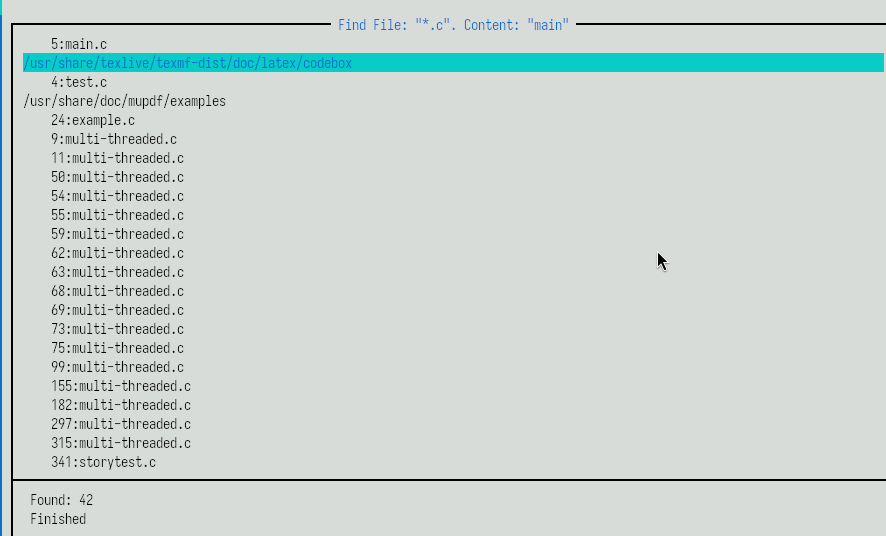 Find File: "*.c". Content: "main"
5:main.c
/usr/share/texlive/texmf-dist/doc/latex/codebox
4:test.c
/usr/share/doc/mupdf/examples
24:example.c
9:multi-threaded.c
11:multi-threaded.c
50:multi-threaded.c
54:multi-threaded.c
55:multi-threaded.c
59:multi-threaded.c
62:multi-threaded.c
63:multi-threaded.c
68:multi-threaded.c
69:multi-threaded.c
73:multi-threaded.c
75:multi-threaded.c
99:multi-threaded.c
155:multi-threaded.c
182:multi-threaded.c
297:multi-threaded.c
315:multi-threaded.c
341:storytest.c
Found: 42
Finished